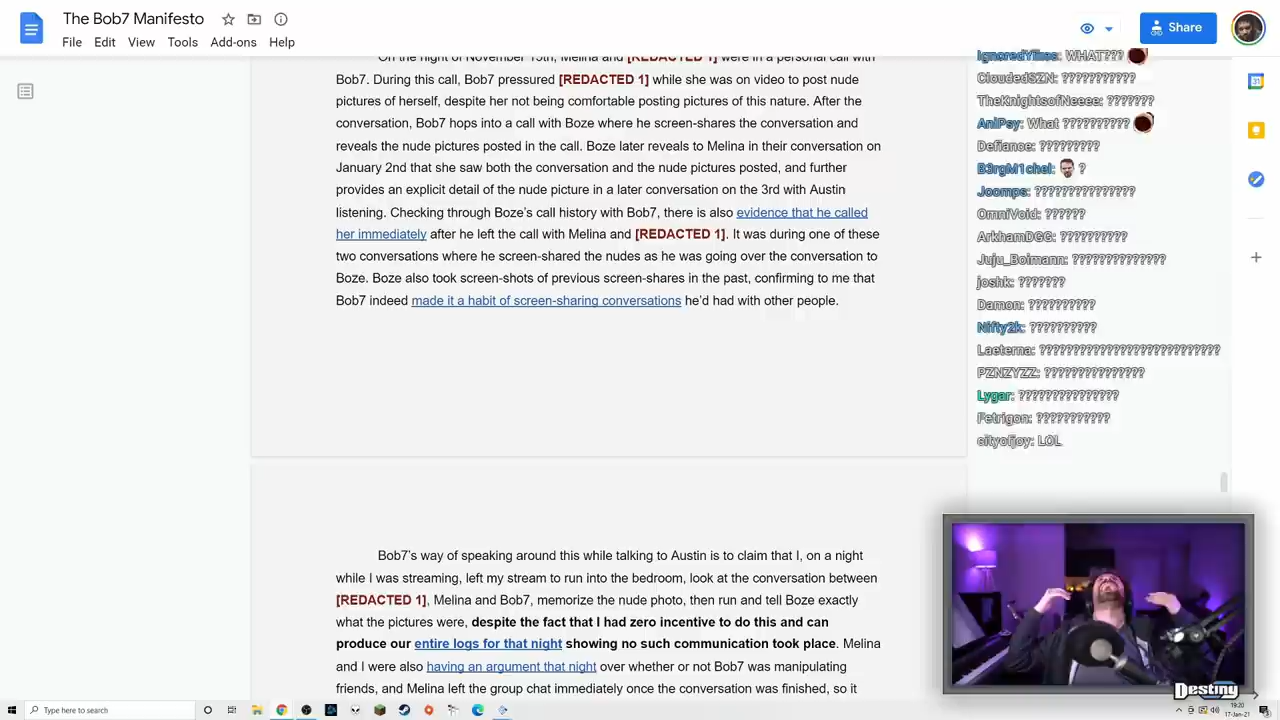 The Bob7 Manifesto
File Edit View Tools Add-ons Help
Share
On the night of November 15th, Melina and [REDACTED 1] were in a personal call with
Bob7. During this call, Bob7 pressured [REDACTED 1] while she was on video to post nude
pictures of herself, despite her not being comfortable posting pictures of this nature. After the
conversation, Bob7 hops into a call with Boze where he screen-shares the conversation and
reveals the nude pictures posted in the call. Boze later reveals to Melina in their conversation on
January 2nd that she saw both the conversation and the nude pictures posted, and further
provides an explicit detail of the nude picture in a later conversation on the 3rd with Austin
listening. Checking through Boze's call history with Bob7, there is also evidence that he called
her immediately after he left the call with Melina and [REDACTED 1]. It was during one of these
two conversations where he screen-shared the nudes as he was going over the conversation to
Boze. Boze also took screen-shots of previous screen-shares in the past, confirming to me that
Bob7 indeed made it a habit of screen-sharing conversations he'd had with other people.
Bob7's way of speaking around this while talking to Austin is to claim that I, on a night
while I was streaming, left my stream to run into the bedroom, look at the conversation between
[REDACTED 1], Melina and Bob7, memorize the nude photo, then run and tell Boze exactly
what the pictures were, despite the fact that I had zero incentive to do this and can
produce our entire logs for that night showing no such communication took place. Melina
and I were also having an argument that night over whether or not Bob7 was manipulating
friends, and Melina left the group chat immediately once the conversation was finished, so it
WHAT???
CloudedSZN: ???????????
TheKnightsofNeeee: ???????
AniPsy: What ??????????
Defiance: ?????????
B3rgM1chel: ?
Joomps: ???????????????
OmniVoid: ??????
ArkhamDGG: ??????????
Juju_Boimann: ??????????????
joshk: ???????
Damon: ??????????
Nifty2k: ??????????
Laeterna: ???????????????????????????
PZNZYZZ: ???????????????
Lygar: ???????????????
Fetrigon: ???????????
cityofjoy: LOL
Destiny
Type here to search
19:20
17-Jan-21